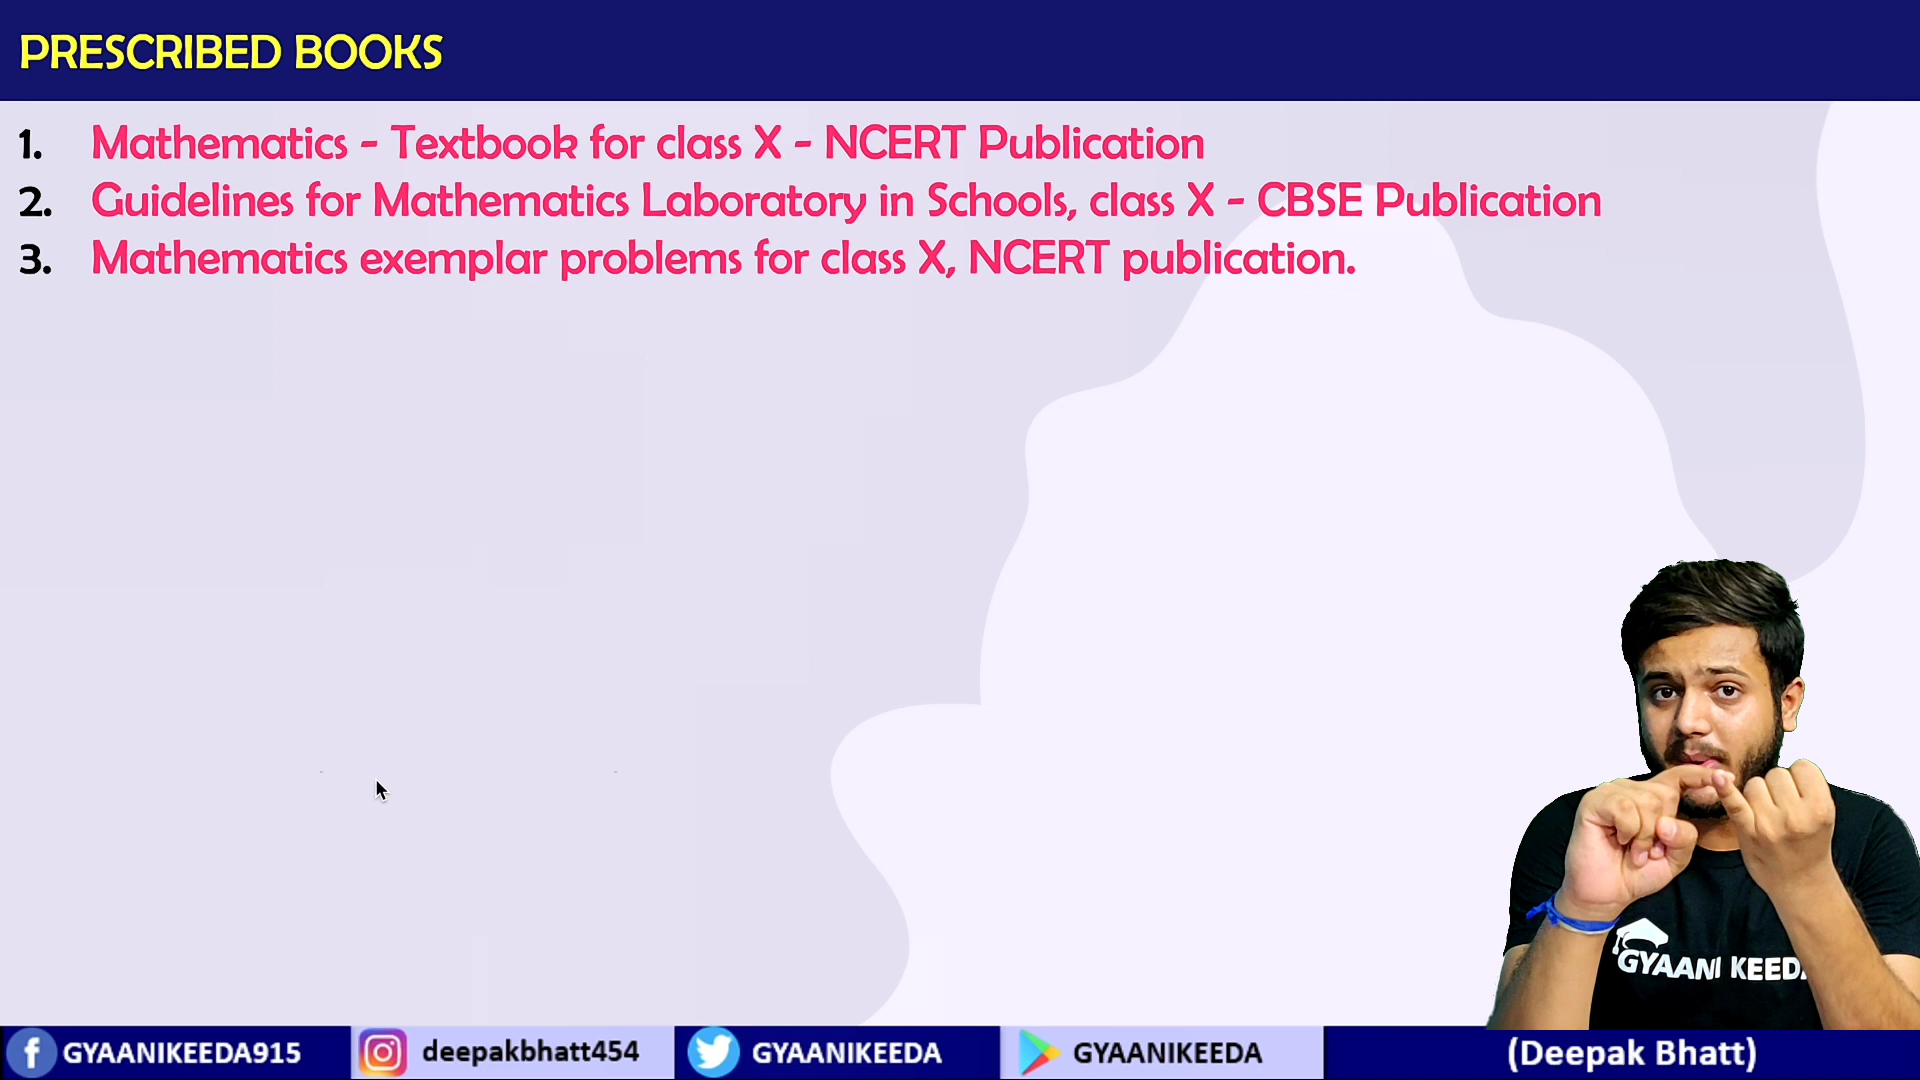 PRESCRIBED BOOKS
1. Mathematics - Textbook for class X - NCERT Publication
2. Guidelines for Mathematics Laboratory in Schools, class X - CBSE Publication
3. Mathematics exemplar problems for class X, NCERT publication.
GYAANI KEEDA
GYAANIKEEDA915 deepakbhatt454 GYAANIKEEDA GYAANIKEEDA (Deepak Bhatt)